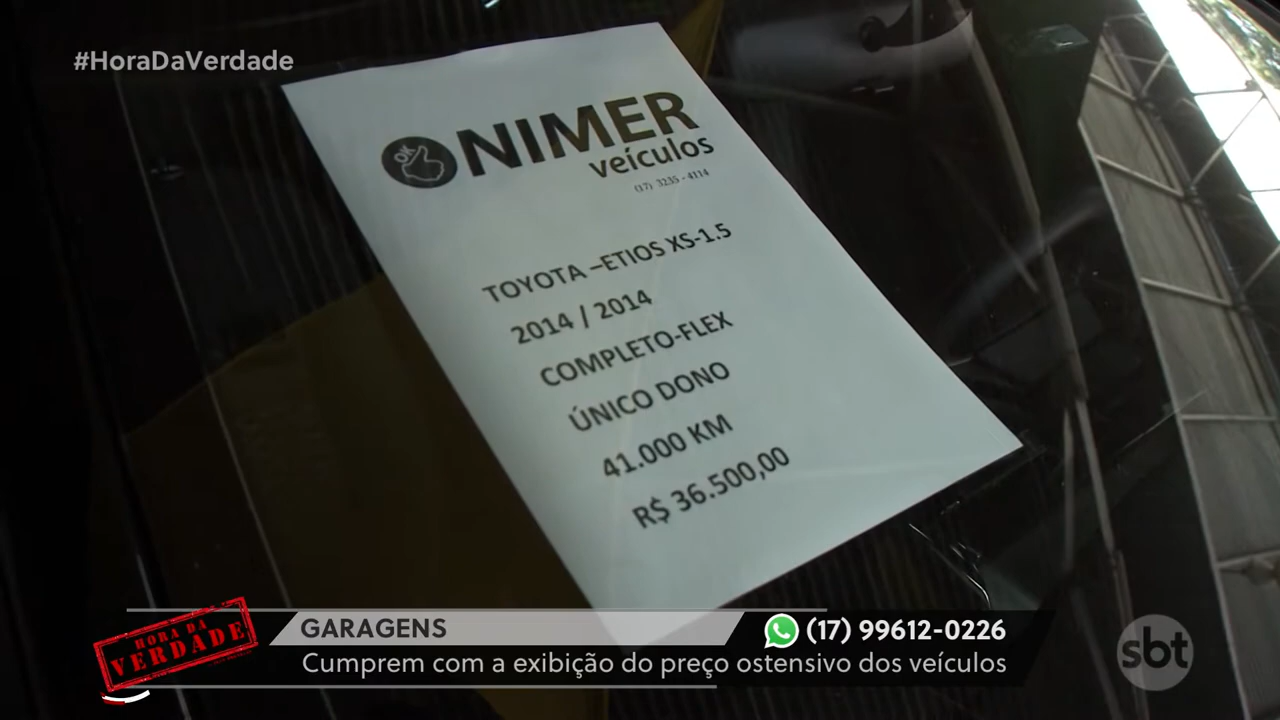 #HoraDaVerdade
OK
NIMER
veículos
(17) 3235 - 4114
TOYOTA –ETIOS XS-1.5
2014 / 2014
COMPLETO-FLEX
ÚNICO DONO
41.000 KM
R$ 36.500,00
HORA DA
VERDADE
GARAGENS
(17) 99612-0226
Cumprem com a exibição do preço ostensivo dos veículos
sbt